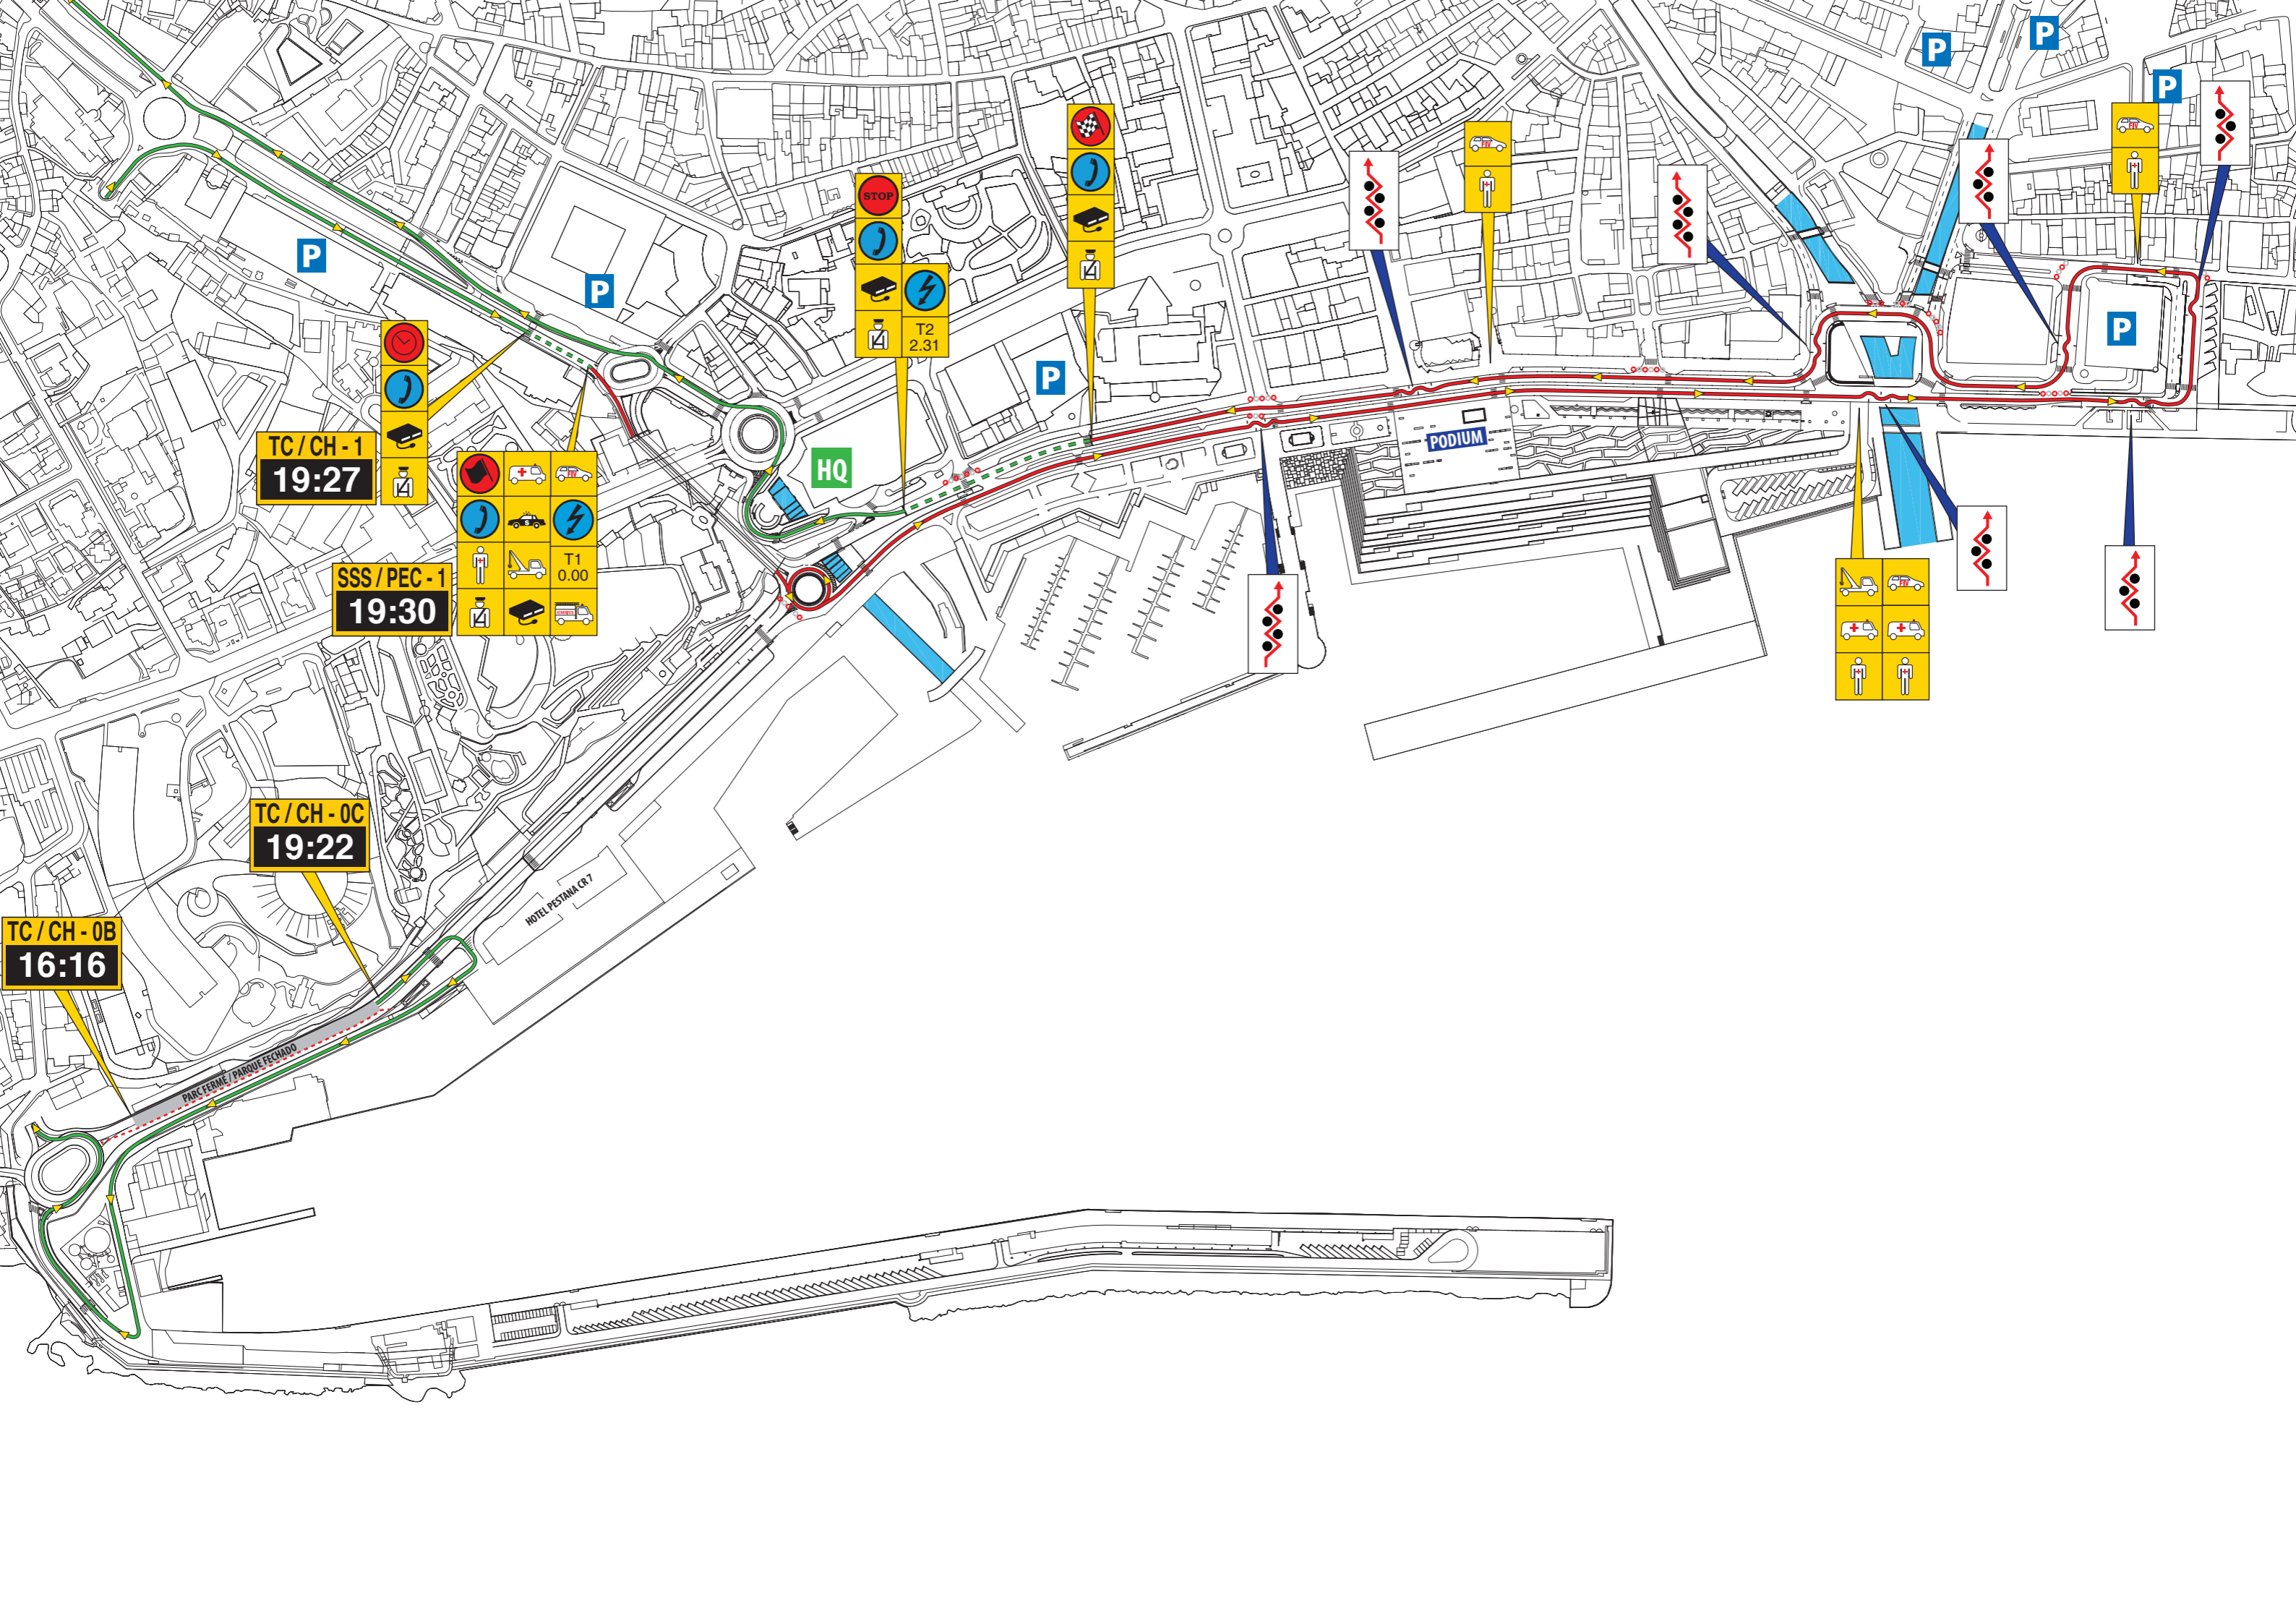 P
P
P
P
P
STOP
T2
2.31
P
P
P
TC / CH - 1
19:27
HQ
PODIUM
SSS / PEC - 1
19:30
T1
0.00
TC / CH - 0C
19:22
HOTEL PESTANA CR7
TC / CH - 0B
16:16
PARC FERMÉ / PARQUE FECHADO